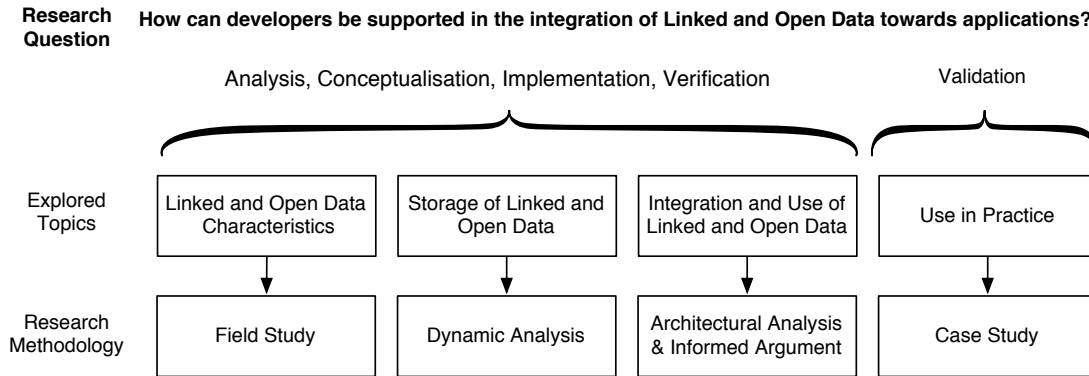 Research
Question
How can developers be supported in the integration of Linked and Open Data towards applications?
Analysis, Conceptualisation, Implementation, Verification
Validation
Explored
Topics
Linked and Open Data
Characteristics
Storage of Linked and
Open Data
Integration and Use of
Linked and Open Data
Use in Practice
Research
Methodology
Field Study
Dynamic Analysis
Architectural Analysis
& Informed Argument
Case Study